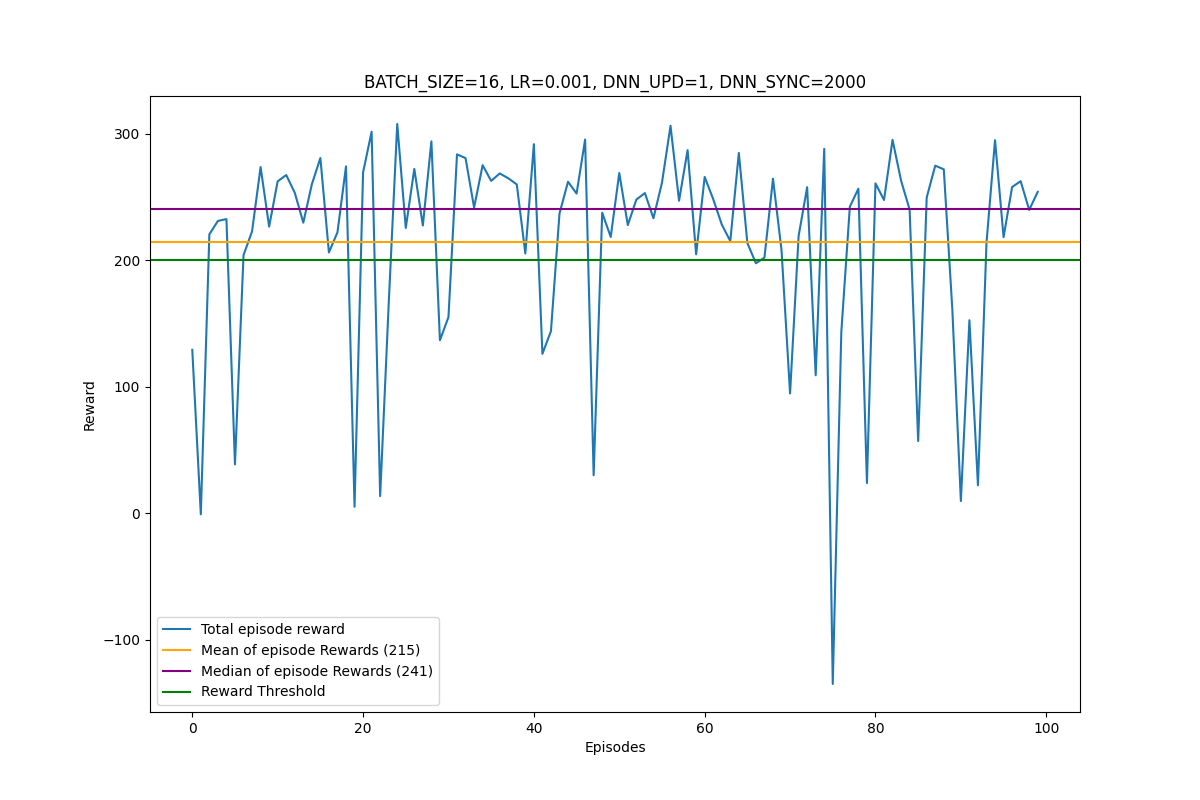 BATCH_SIZE=16, LR=0.001, DNN_UPD=1, DNN_SYNC=2000
300
200
100
0
−100
Reward
Total episode reward
Mean of episode Rewards (215)
Median of episode Rewards (241)
Reward Threshold
0 20 40 60 80 100
Episodes